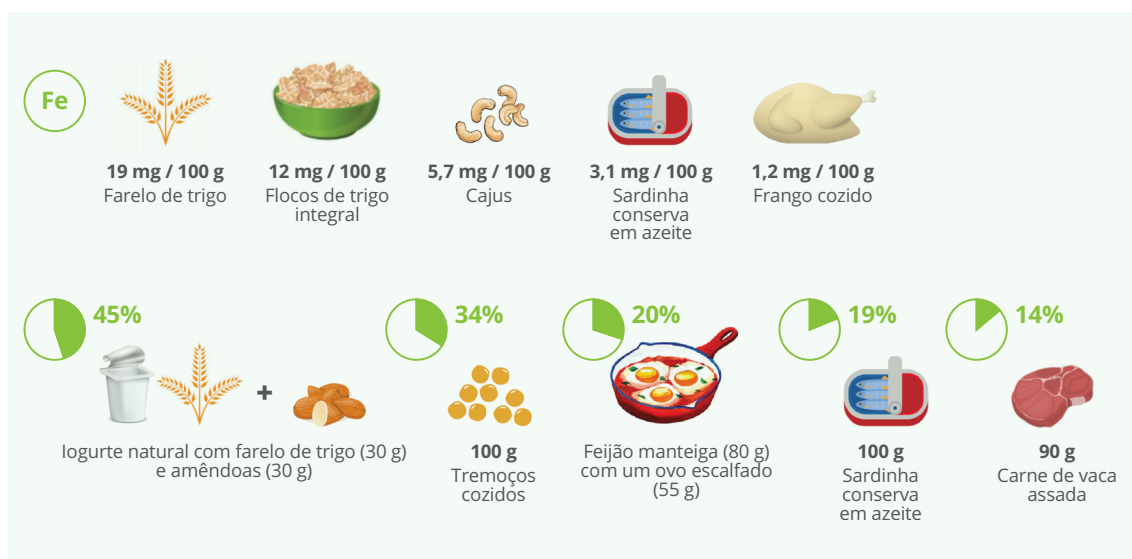 Fe
19 mg / 100 g
Farelo de trigo
12 mg / 100 g
Flocos de trigo
integral
5,7 mg / 100 g
Cajus
3,1 mg / 100 g
Sardinha
conserva
em azeite
1,2 mg / 100 g
Frango cozido
45%
+
Iogurte natural com farelo de trigo (30 g)
e amêndoas (30 g)
34%
100 g
Tremoços
cozidos
20%
Feijão manteiga (80 g)
com um ovo escalfado
(55 g)
19%
100 g
Sardinha
conserva
em azeite
14%
90 g
Carne de vaca
assada